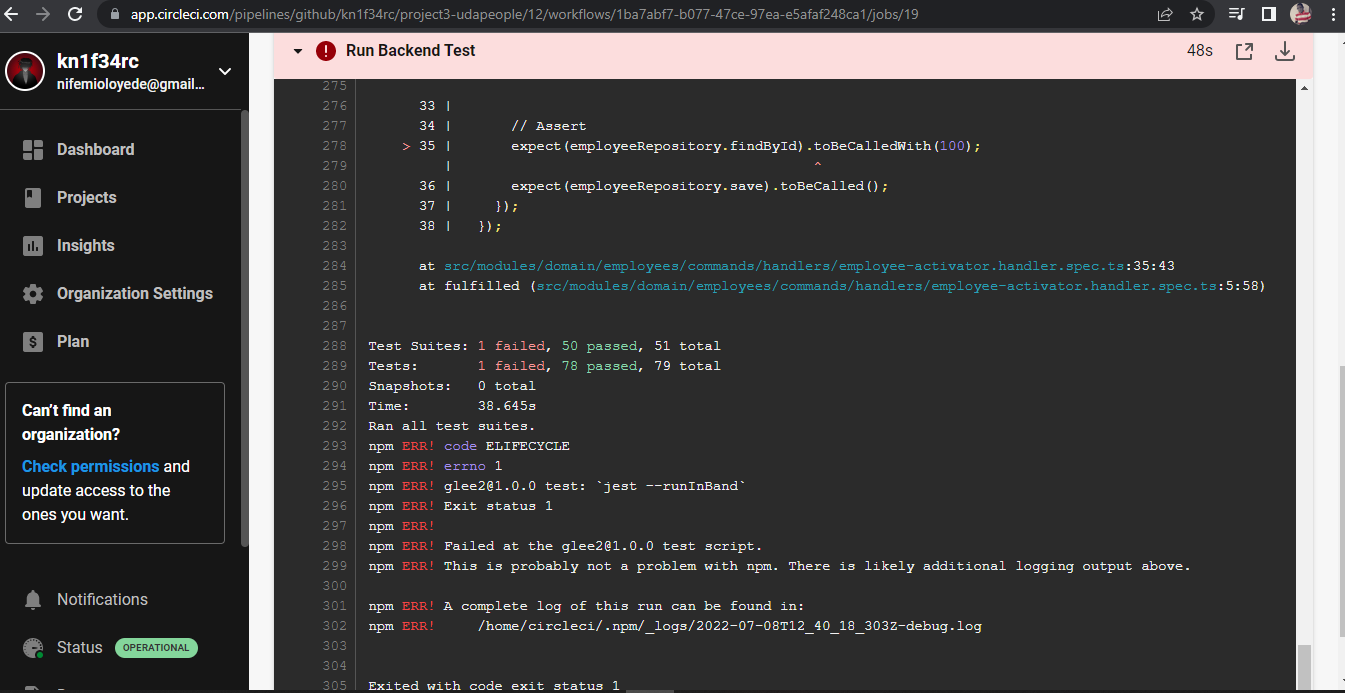 app.circleci.com/pipelines/github/kn1f34rc/project3-udapeople/12/workflows/1ba7abf7-b077-47ce-97ea-e5afaf248ca1/jobs/19
kn1f34rc
nifemioloyede@gmail...
Dashboard
Projects
Insights
Organization Settings
Plan
Can't find an
organization?
Check permissions and
update access to the
ones you want.
Notifications
Status OPERATIONAL
Run Backend Test 48s
275
276 33 |
277 34 | // Assert
278 > 35 | expect(employeeRepository.findById).toBeCalledWith(100);
279 | ^
280 36 | expect(employeeRepository.save).toBeCalled();
281 37 | });
282 38 | });
283
284 at src/modules/domain/employees/commands/handlers/employee-activator.handler.spec.ts:35:43
285 at fulfilled (src/modules/domain/employees/commands/handlers/employee-activator.handler.spec.ts:5:58)
286
287
288 Test Suites: 1 failed, 50 passed, 51 total
289 Tests: 1 failed, 78 passed, 79 total
290 Snapshots: 0 total
291 Time: 38.645s
292 Ran all test suites.
293 npm ERR! code ELIFECYCLE
294 npm ERR! errno 1
295 npm ERR! glee2@1.0.0 test: `jest --runInBand`
296 npm ERR! Exit status 1
297 npm ERR!
298 npm ERR! Failed at the glee2@1.0.0 test script.
299 npm ERR! This is probably not a problem with npm. There is likely additional logging output above.
300
301 npm ERR! A complete log of this run can be found in:
302 npm ERR! /home/circleci/.npm/_logs/2022-07-08T12_40_18_303Z-debug.log
303
304
305 Exited with code exit status 1